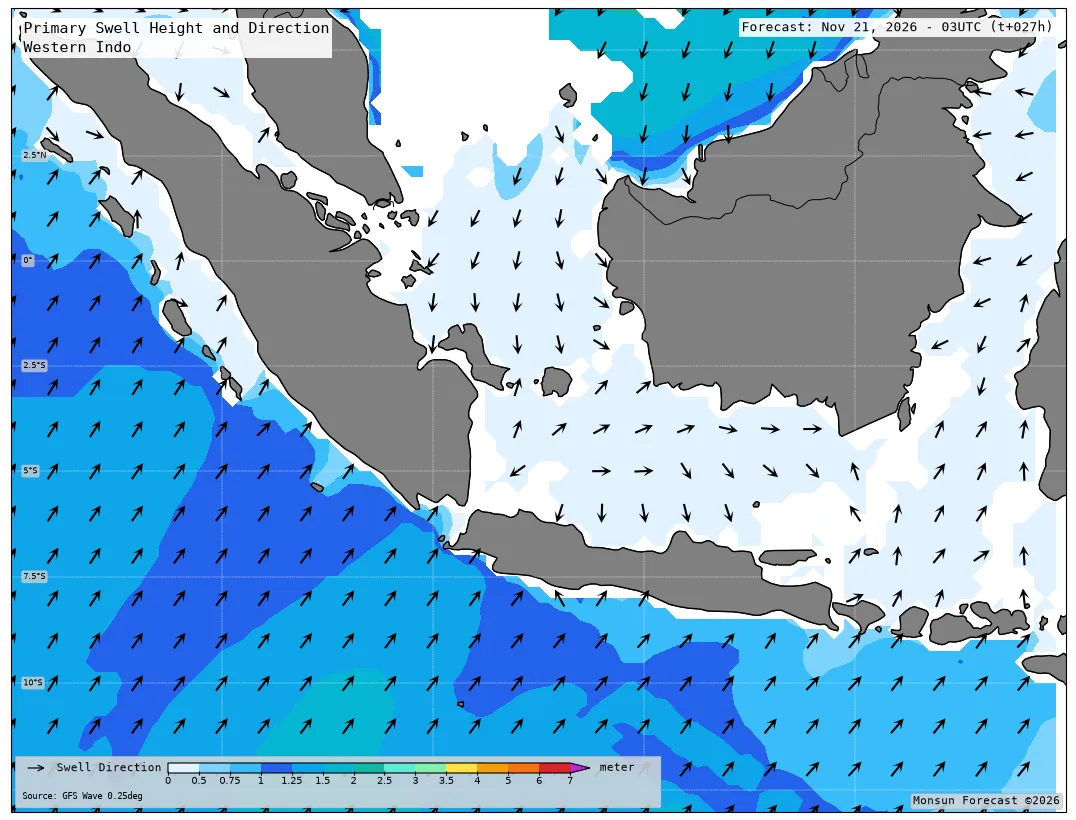 Primary Swell Height and Direction
Western Indo
Forecast: Nov 21, 2026 - 03UTC (t+027h)
2.5°N
0°
2.5°S
5°S
7.5°S
10°S
Swell Direction
meter
0 0.5 0.75 1 1.25 1.5 2 2.5 3 3.5 4 5 6 7
Source: GFS Wave 0.25deg
Monsun Forecast ©2026